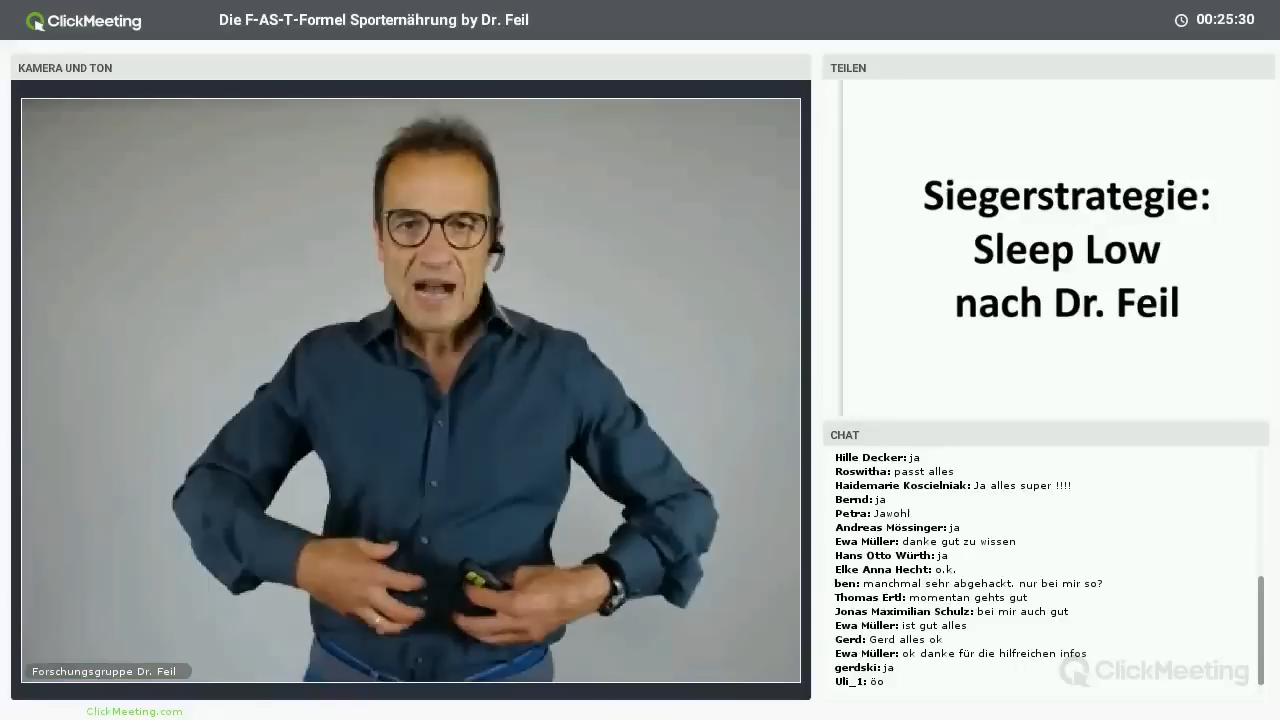 ClickMeeting
Die F-AS-T-Formel Sporternährung by Dr. Feil
00:25:30
KAMERA UND TON
Forschungsgruppe Dr. Feil
ClickMeeting.com
TEILEN
Siegerstrategie:
Sleep Low
nach Dr. Feil
CHAT
Hille Decker: ja
Roswitha: passt alles
Haidemarie Koscielniak: Ja alles super !!!!
Bernd: ja
Petra: Jawohl
Andreas Mössinger: ja
Ewa Müller: danke gut zu wissen
Hans Otto Würth: ja
Elke Anna Hecht: o.k.
ben: manchmal sehr abgehackt. nur bei mir so?
Thomas Ertl: momentan gehts gut
Jonas Maximilian Schulz: bei mir auch gut
Ewa Müller: ist gut alles
Gerd: Gerd alles ok
Ewa Müller: ok danke für die hilfreichen infos
gerdski: ja
Uli_1: öo
ClickMeeting